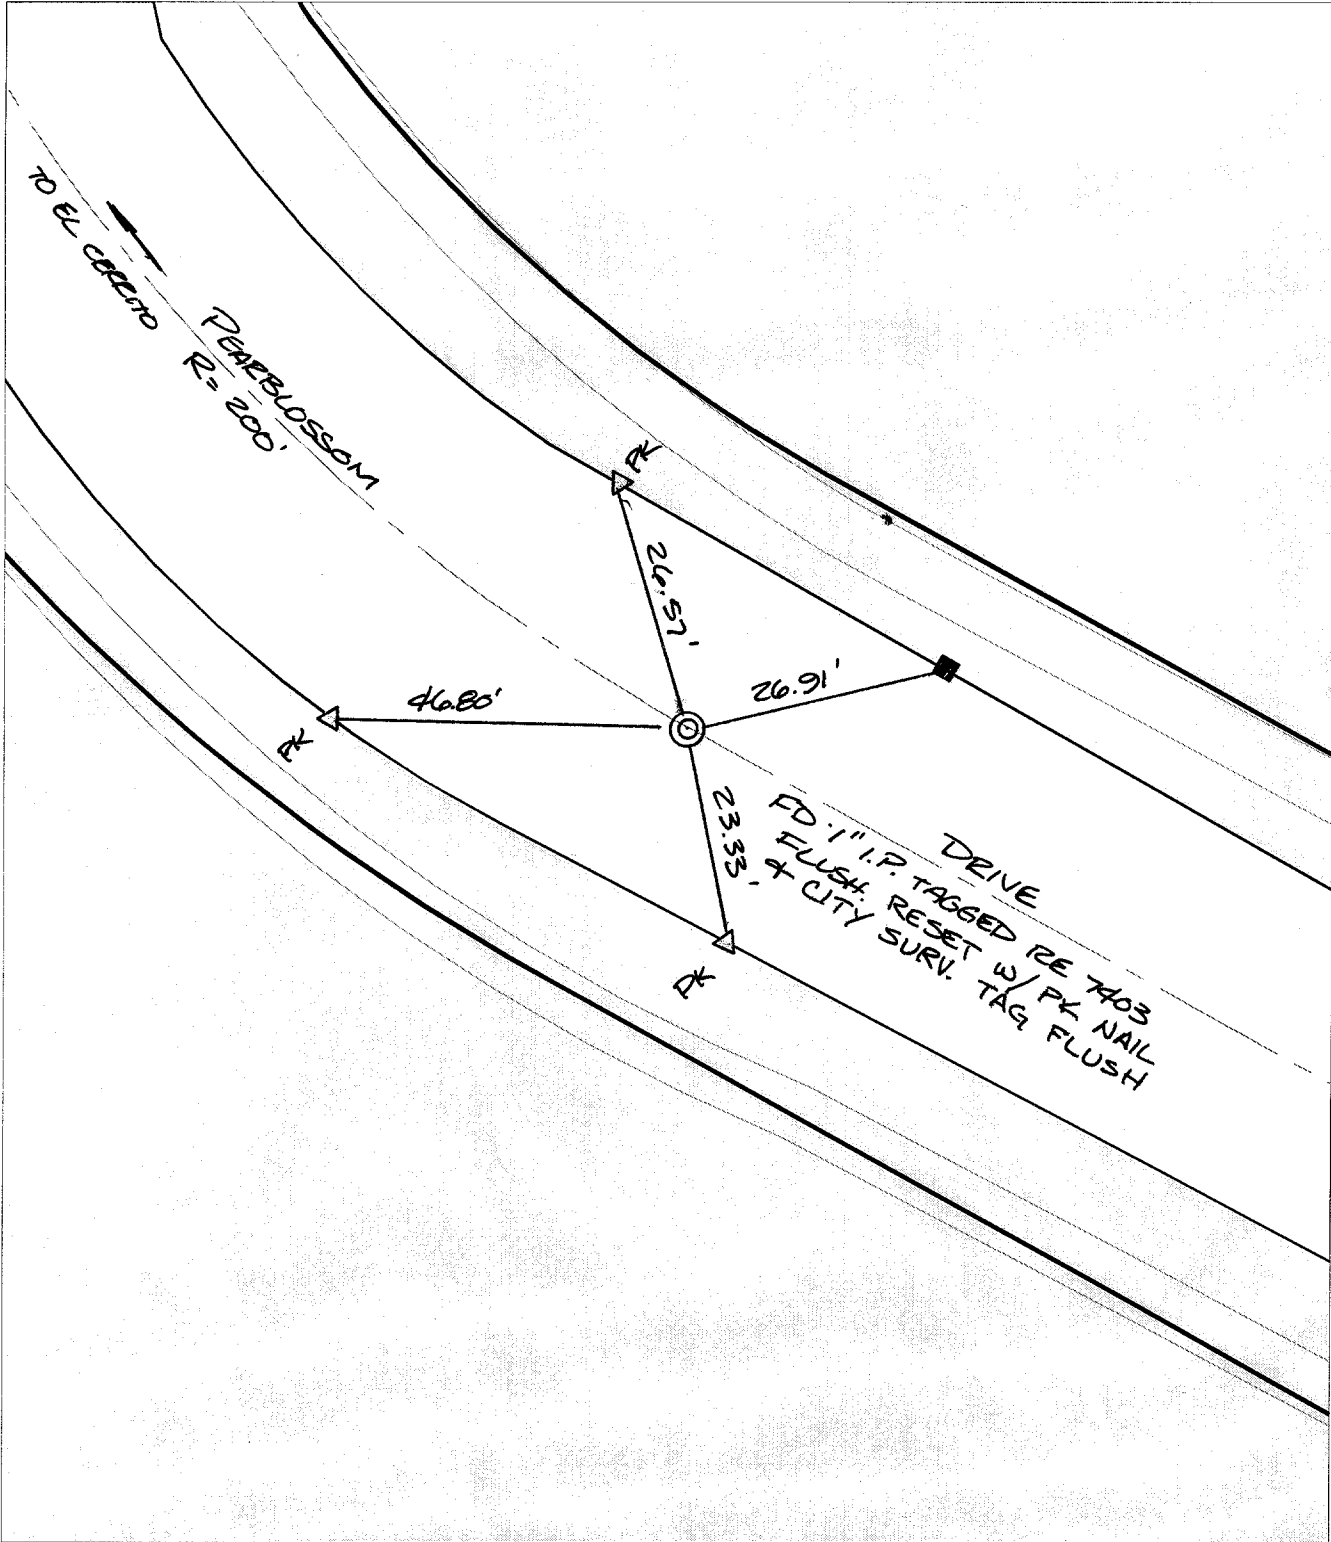 TO EL CERRITO
PEARBLOSSOM
R= 200'
PK
26.57'
26.91'
46.80'
PK
23.33'
PK
DRIVE
FD. 1" I.P. TAGGED RE 7403
FLUSH. RESET W/ PK NAIL
& CITY SURV. TAG FLUSH